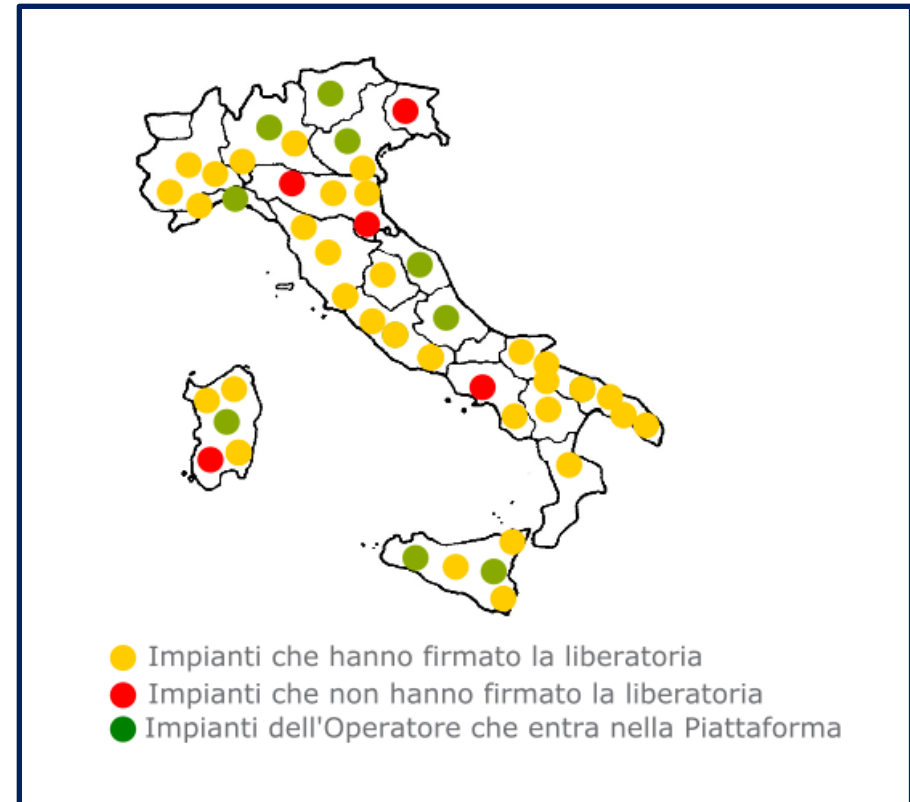 Impianti che hanno firmato la liberatoria
Impianti che non hanno firmato la liberatoria
Impianti dell'Operatore che entra nella Piattaforma